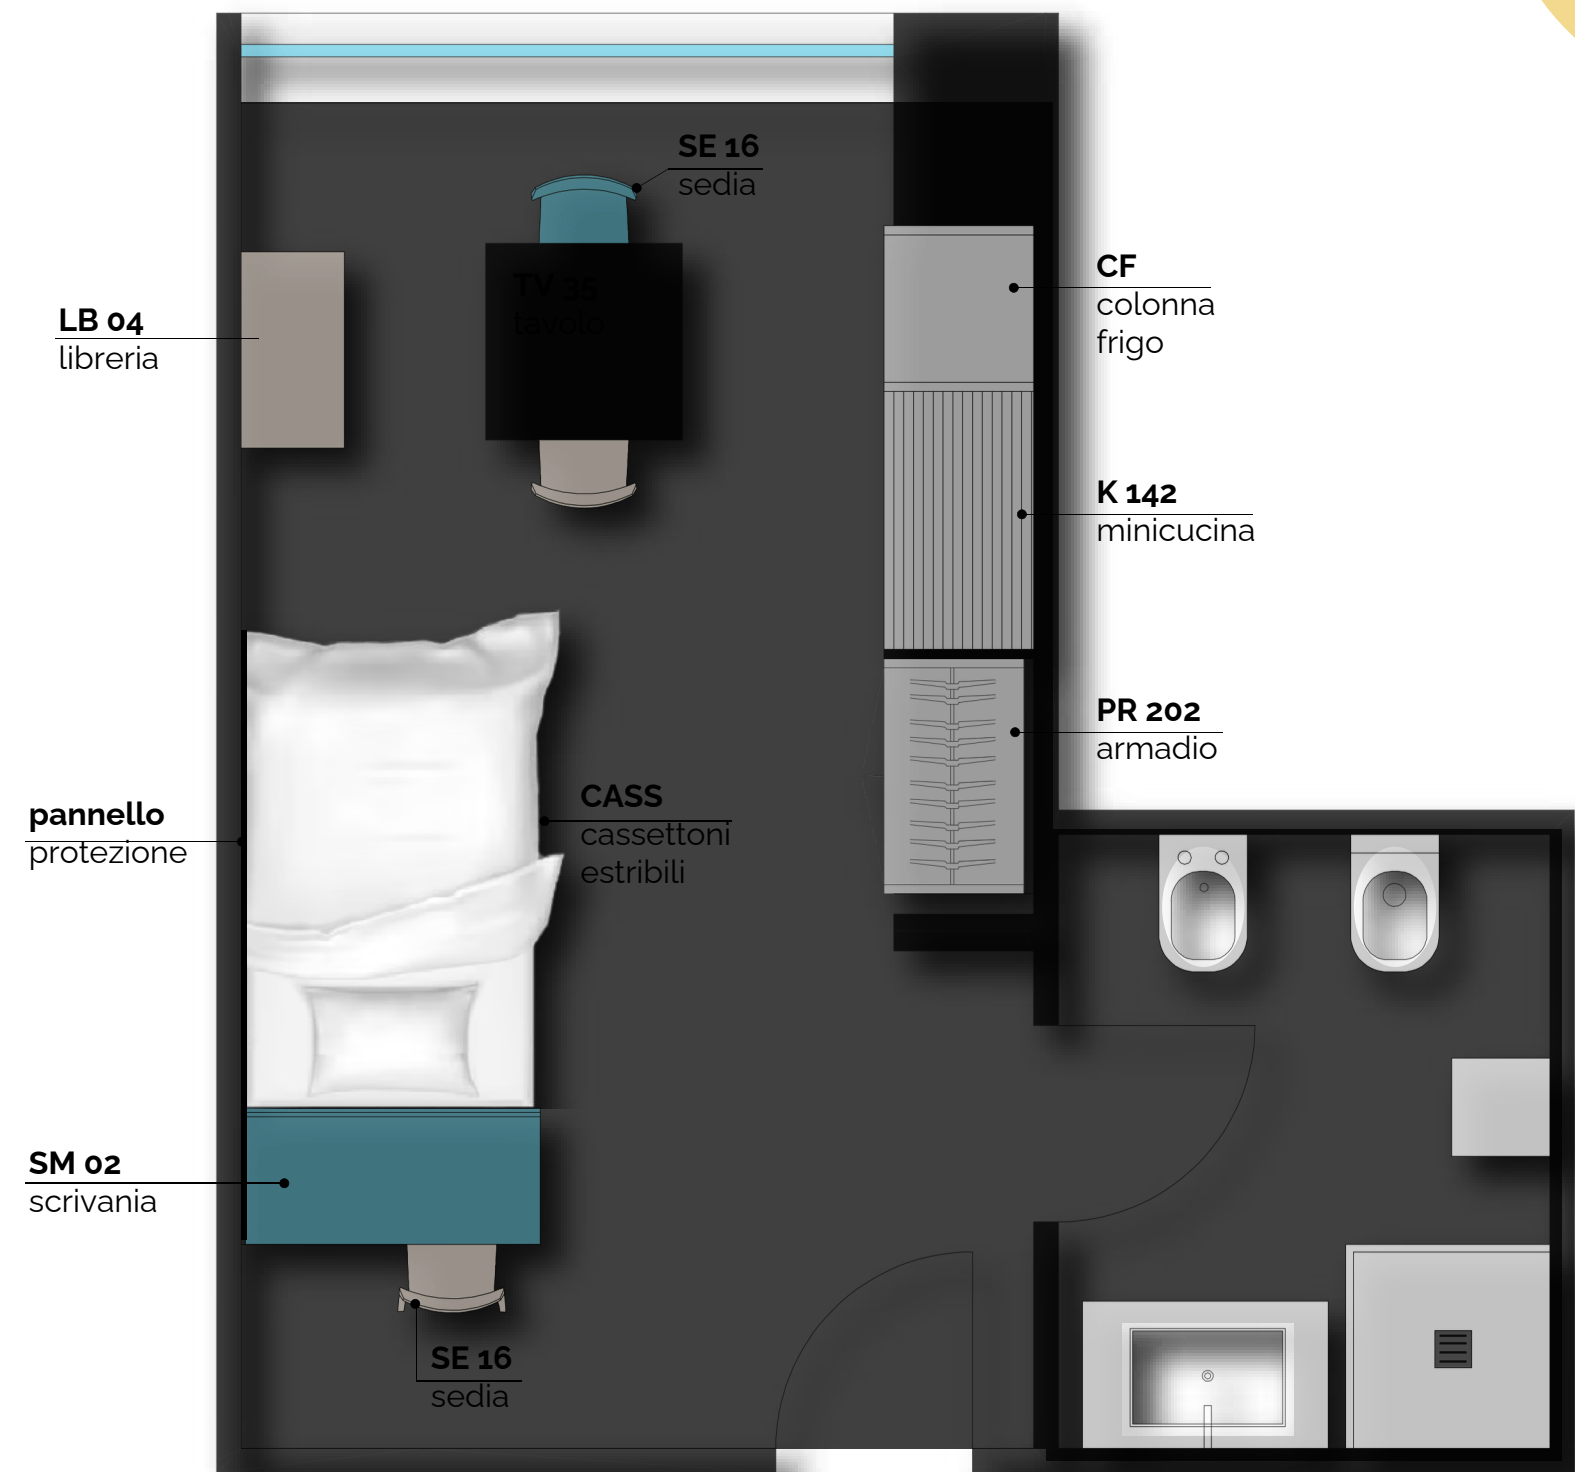 SE 16
sedia
TV 35
tavolo
CF
colonna
frigo
LB 04
libreria
K 142
minicucina
PR 202
armadio
CASS
cassettoni
estribili
pannello
protezione
SM 02
scrivania
SE 16
sedia